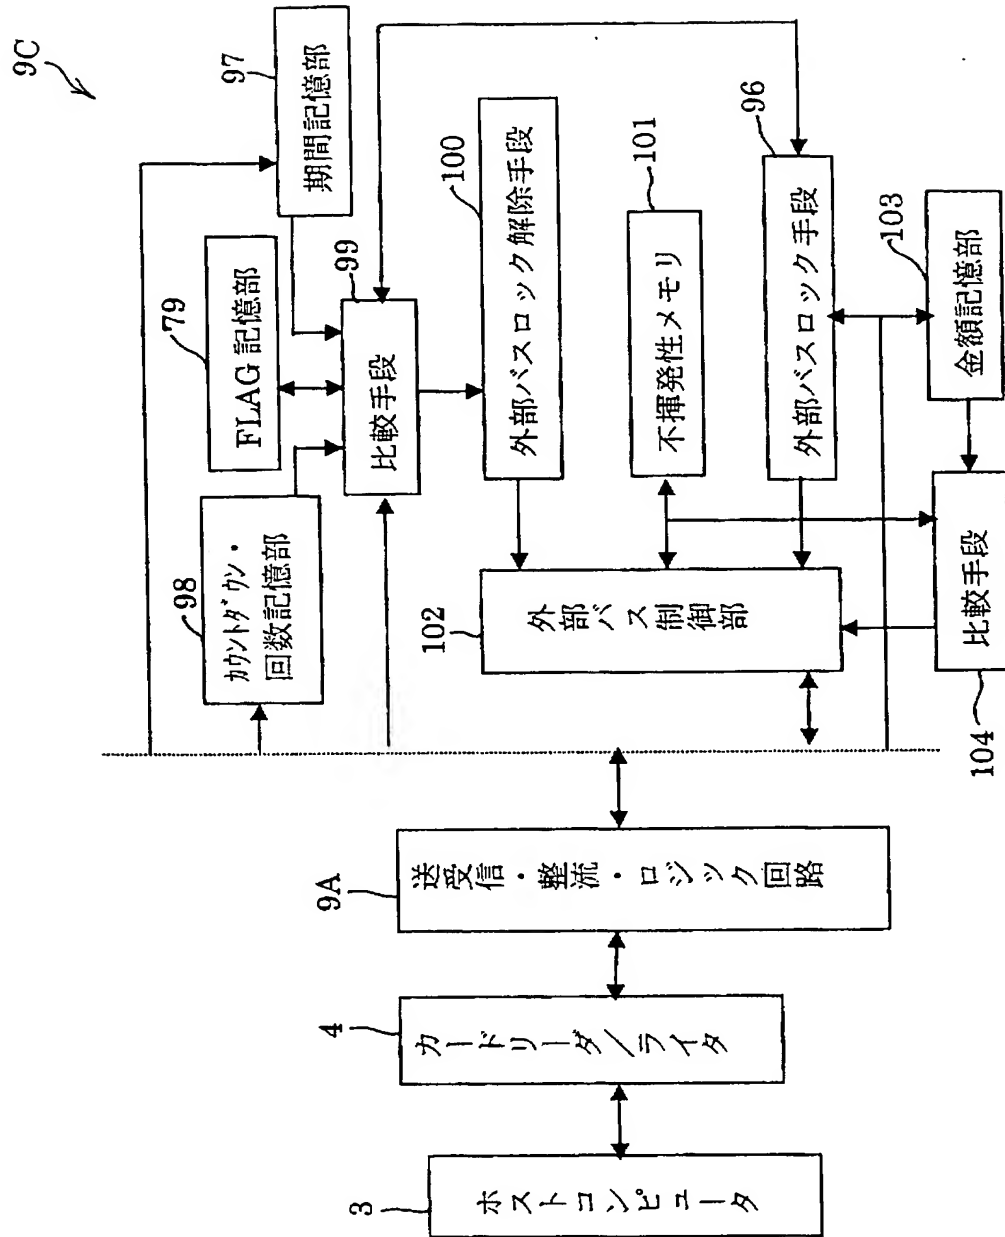 9C
97
期間記憶部
79
FLAG 記憶部
98
カウントダウン・
回数記憶部
99
比較手段
100
外部バスロック解除手段
101
不揮発性メモリ
96
外部バスロック手段
102
外部バス制御部
103
金額記憶部
104
比較手段
9A
送受信・整流・ロジック回路
4
カードリーダ/ライタ
3
ホストコンピュータ